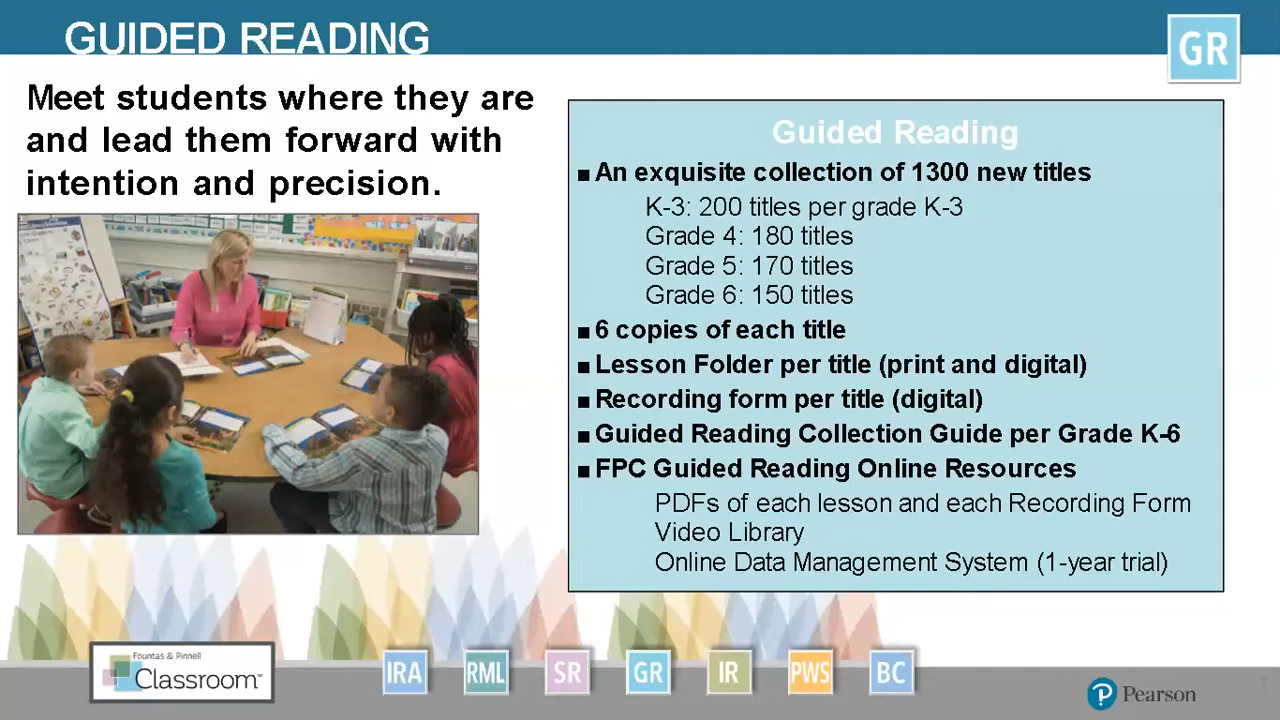 GUIDED READING
GR
Meet students where they are
and lead them forward with
intention and precision.
Guided Reading
■ An exquisite collection of 1300 new titles
K-3: 200 titles per grade K-3
Grade 4: 180 titles
Grade 5: 170 titles
Grade 6: 150 titles
■ 6 copies of each title
■ Lesson Folder per title (print and digital)
■ Recording form per title (digital)
■ Guided Reading Collection Guide per Grade K-6
■ FPC Guided Reading Online Resources
PDFs of each lesson and each Recording Form
Video Library
Online Data Management System (1-year trial)
Fountas & Pinnell
Classroom™
IRA RML SR GR IR PWS BC
Pearson